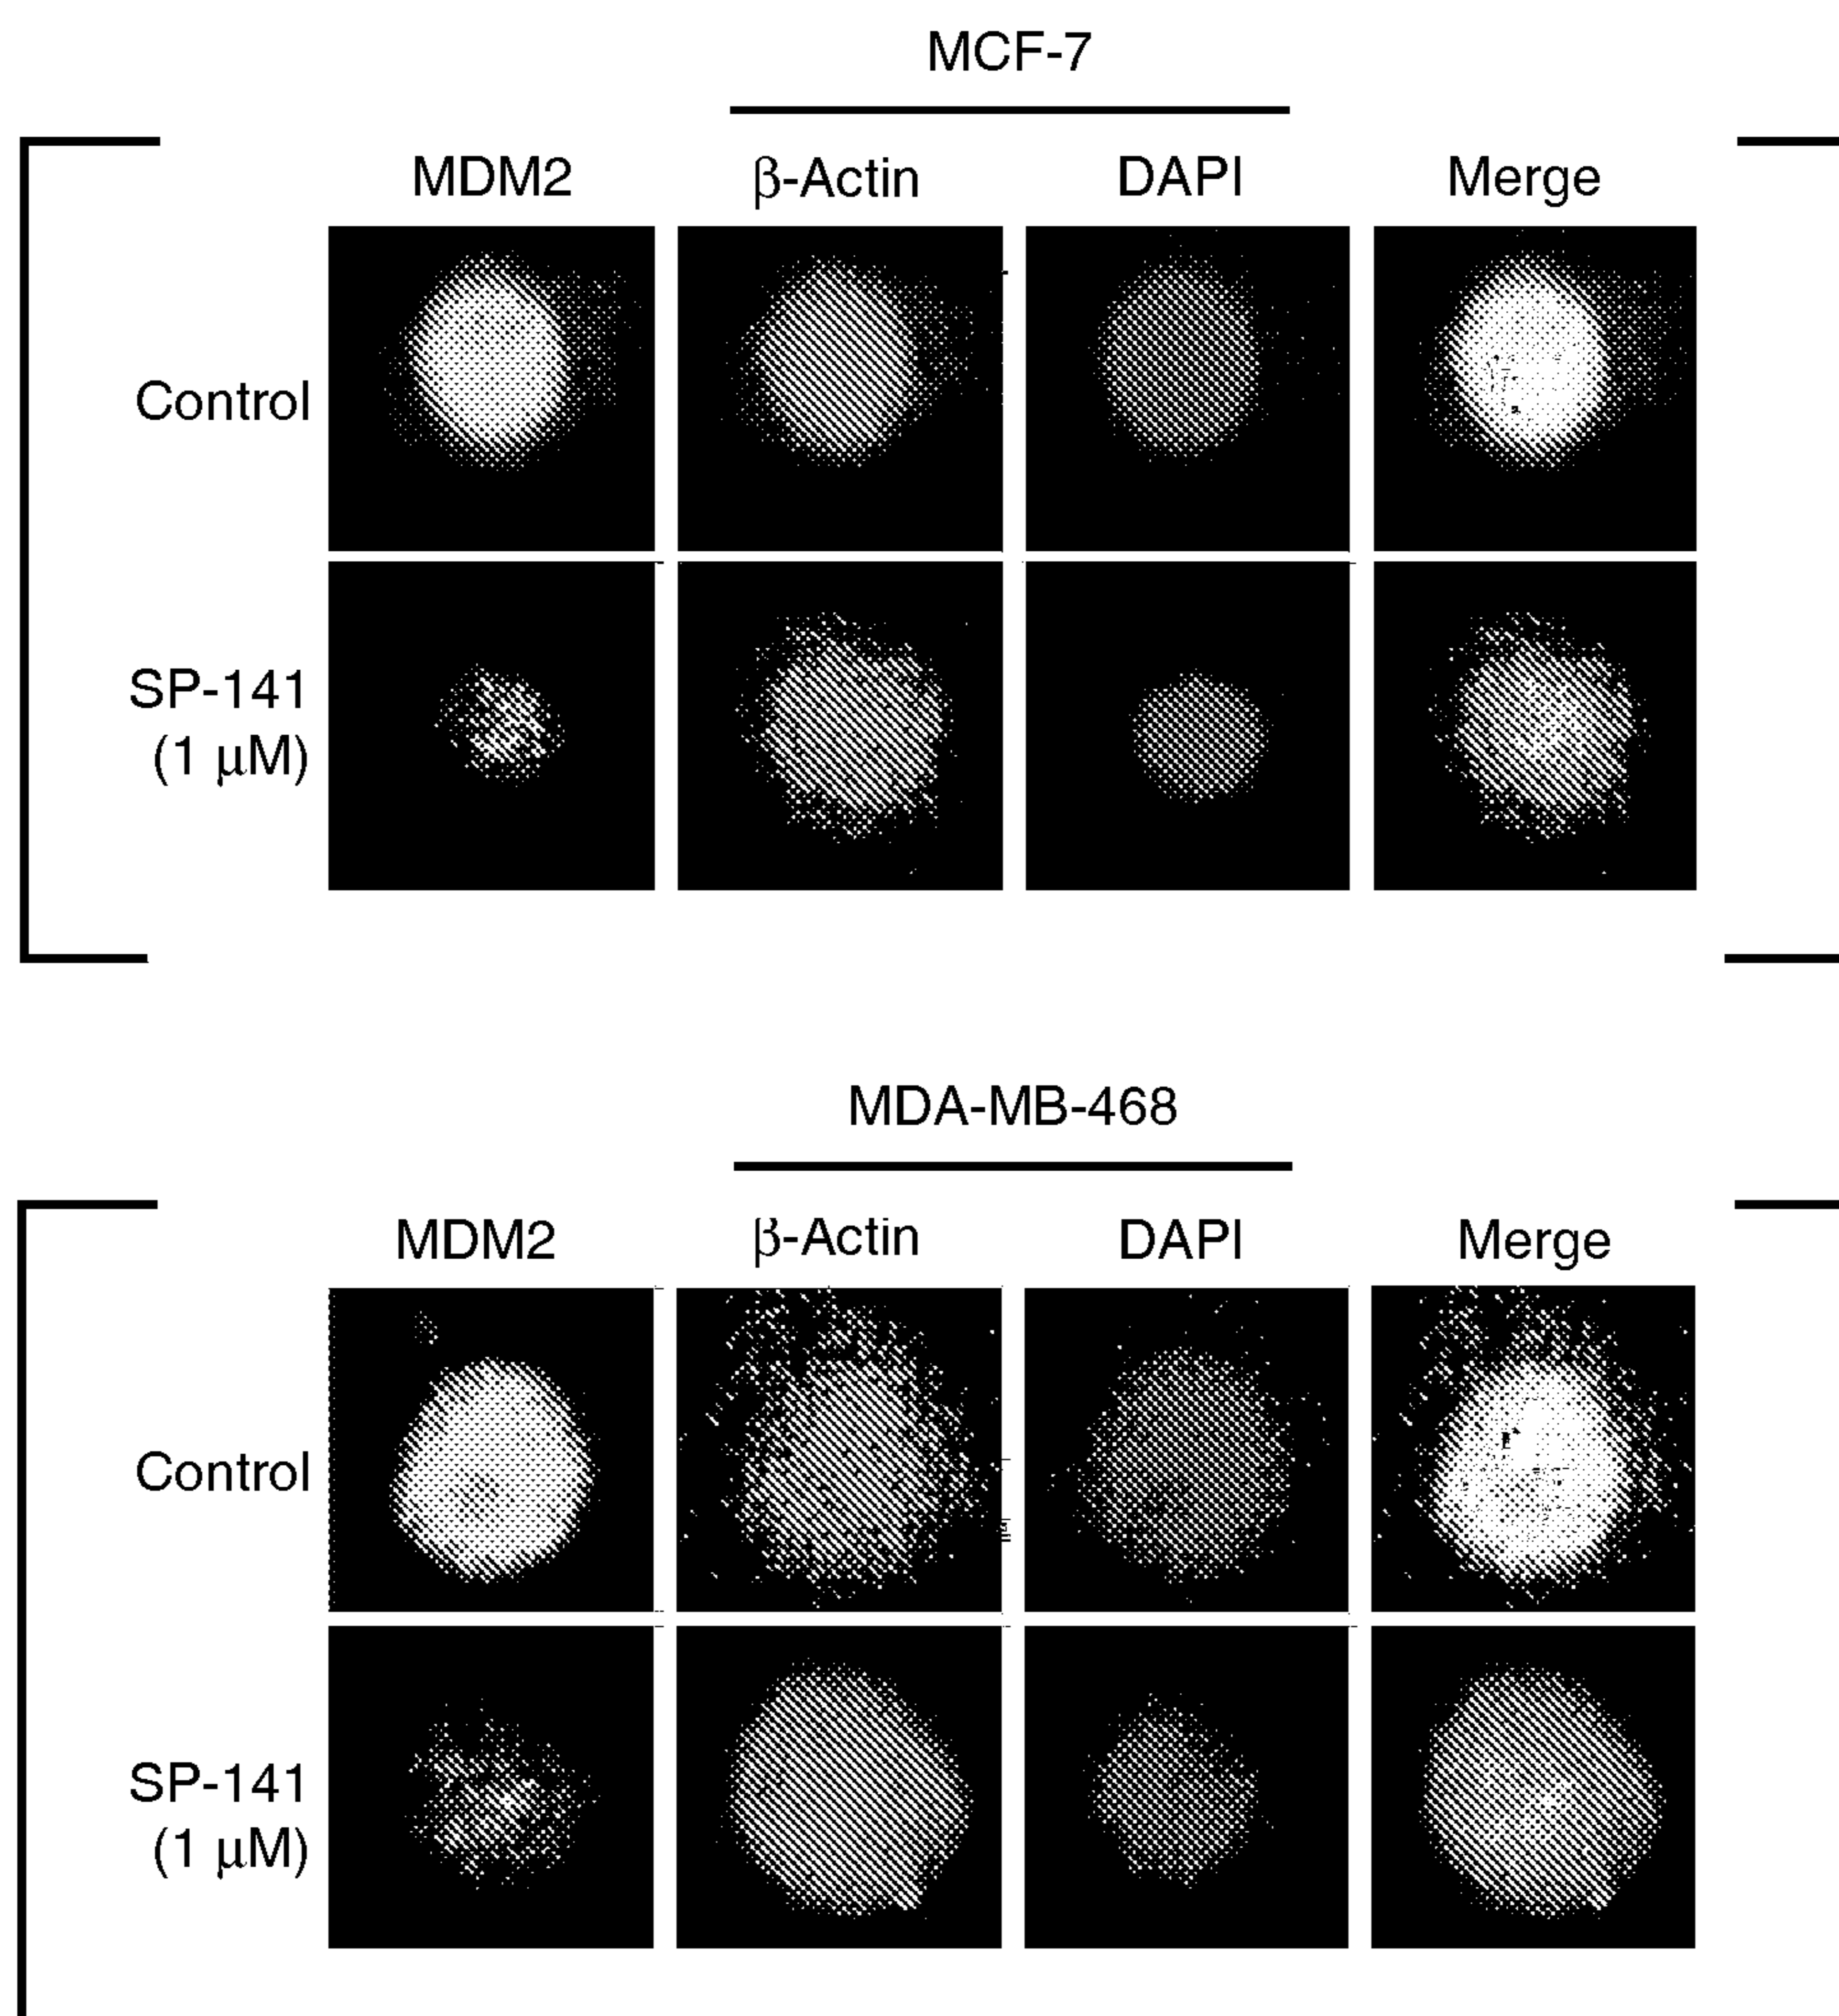 MCF-7
MDM2 β-Actin DAPI Merge
Control
SP-141
(1 μM)
MDA-MB-468
MDM2 β-Actin DAPI Merge
Control
SP-141
(1 μM)